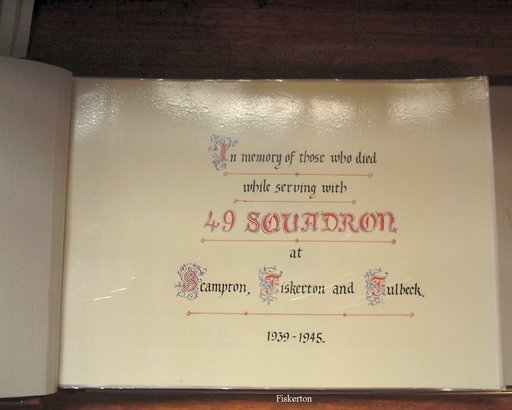 In memory of those who died
while serving with
49 SQUADRON
at
Scampton, Fiskerton and Fulbeck.
1939-1945.
Fiskerton